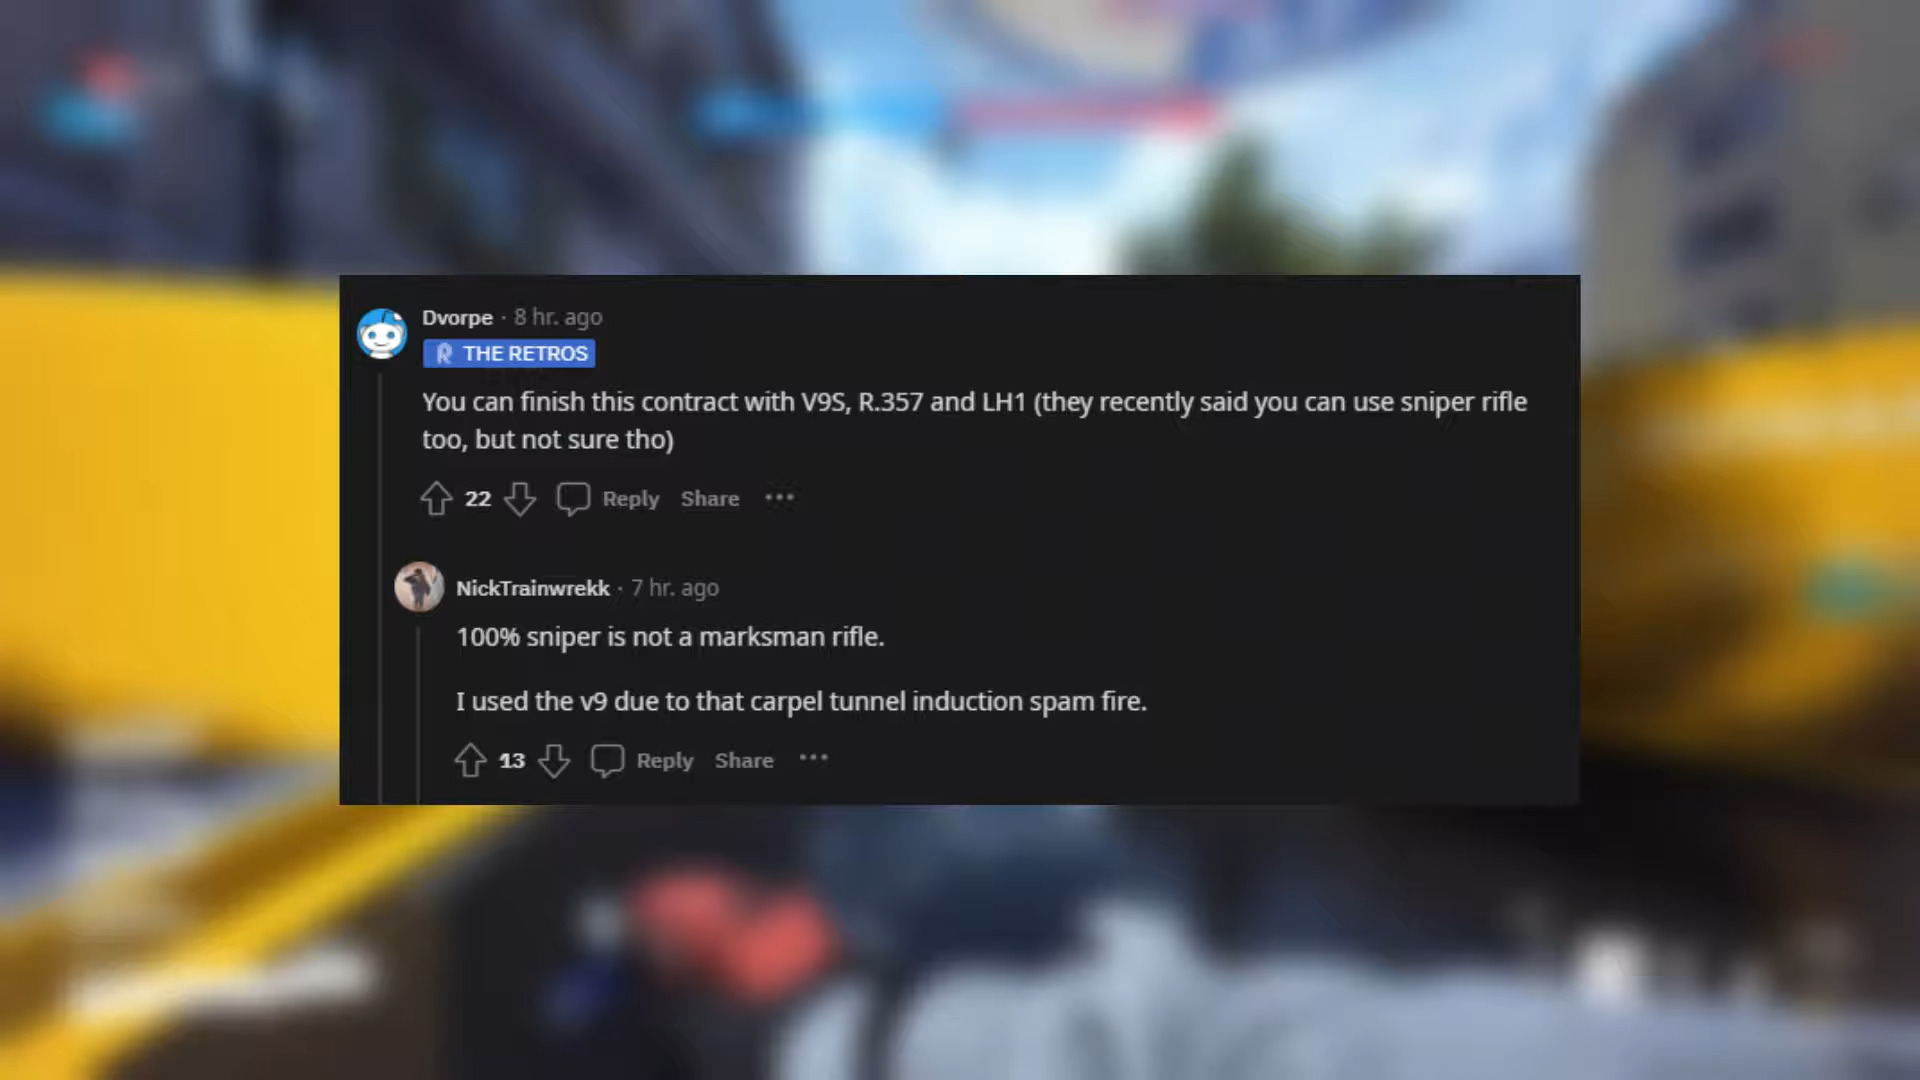 Dvorpe · 8 hr. ago
THE RETROS
You can finish this contract with V9S, R.357 and LH1 (they recently said you can use sniper rifle
too, but not sure tho)
22 Reply Share ···
NickTrainwrekk · 7 hr. ago
100% sniper is not a marksman rifle.
I used the v9 due to that carpel tunnel induction spam fire.
13 Reply Share ···